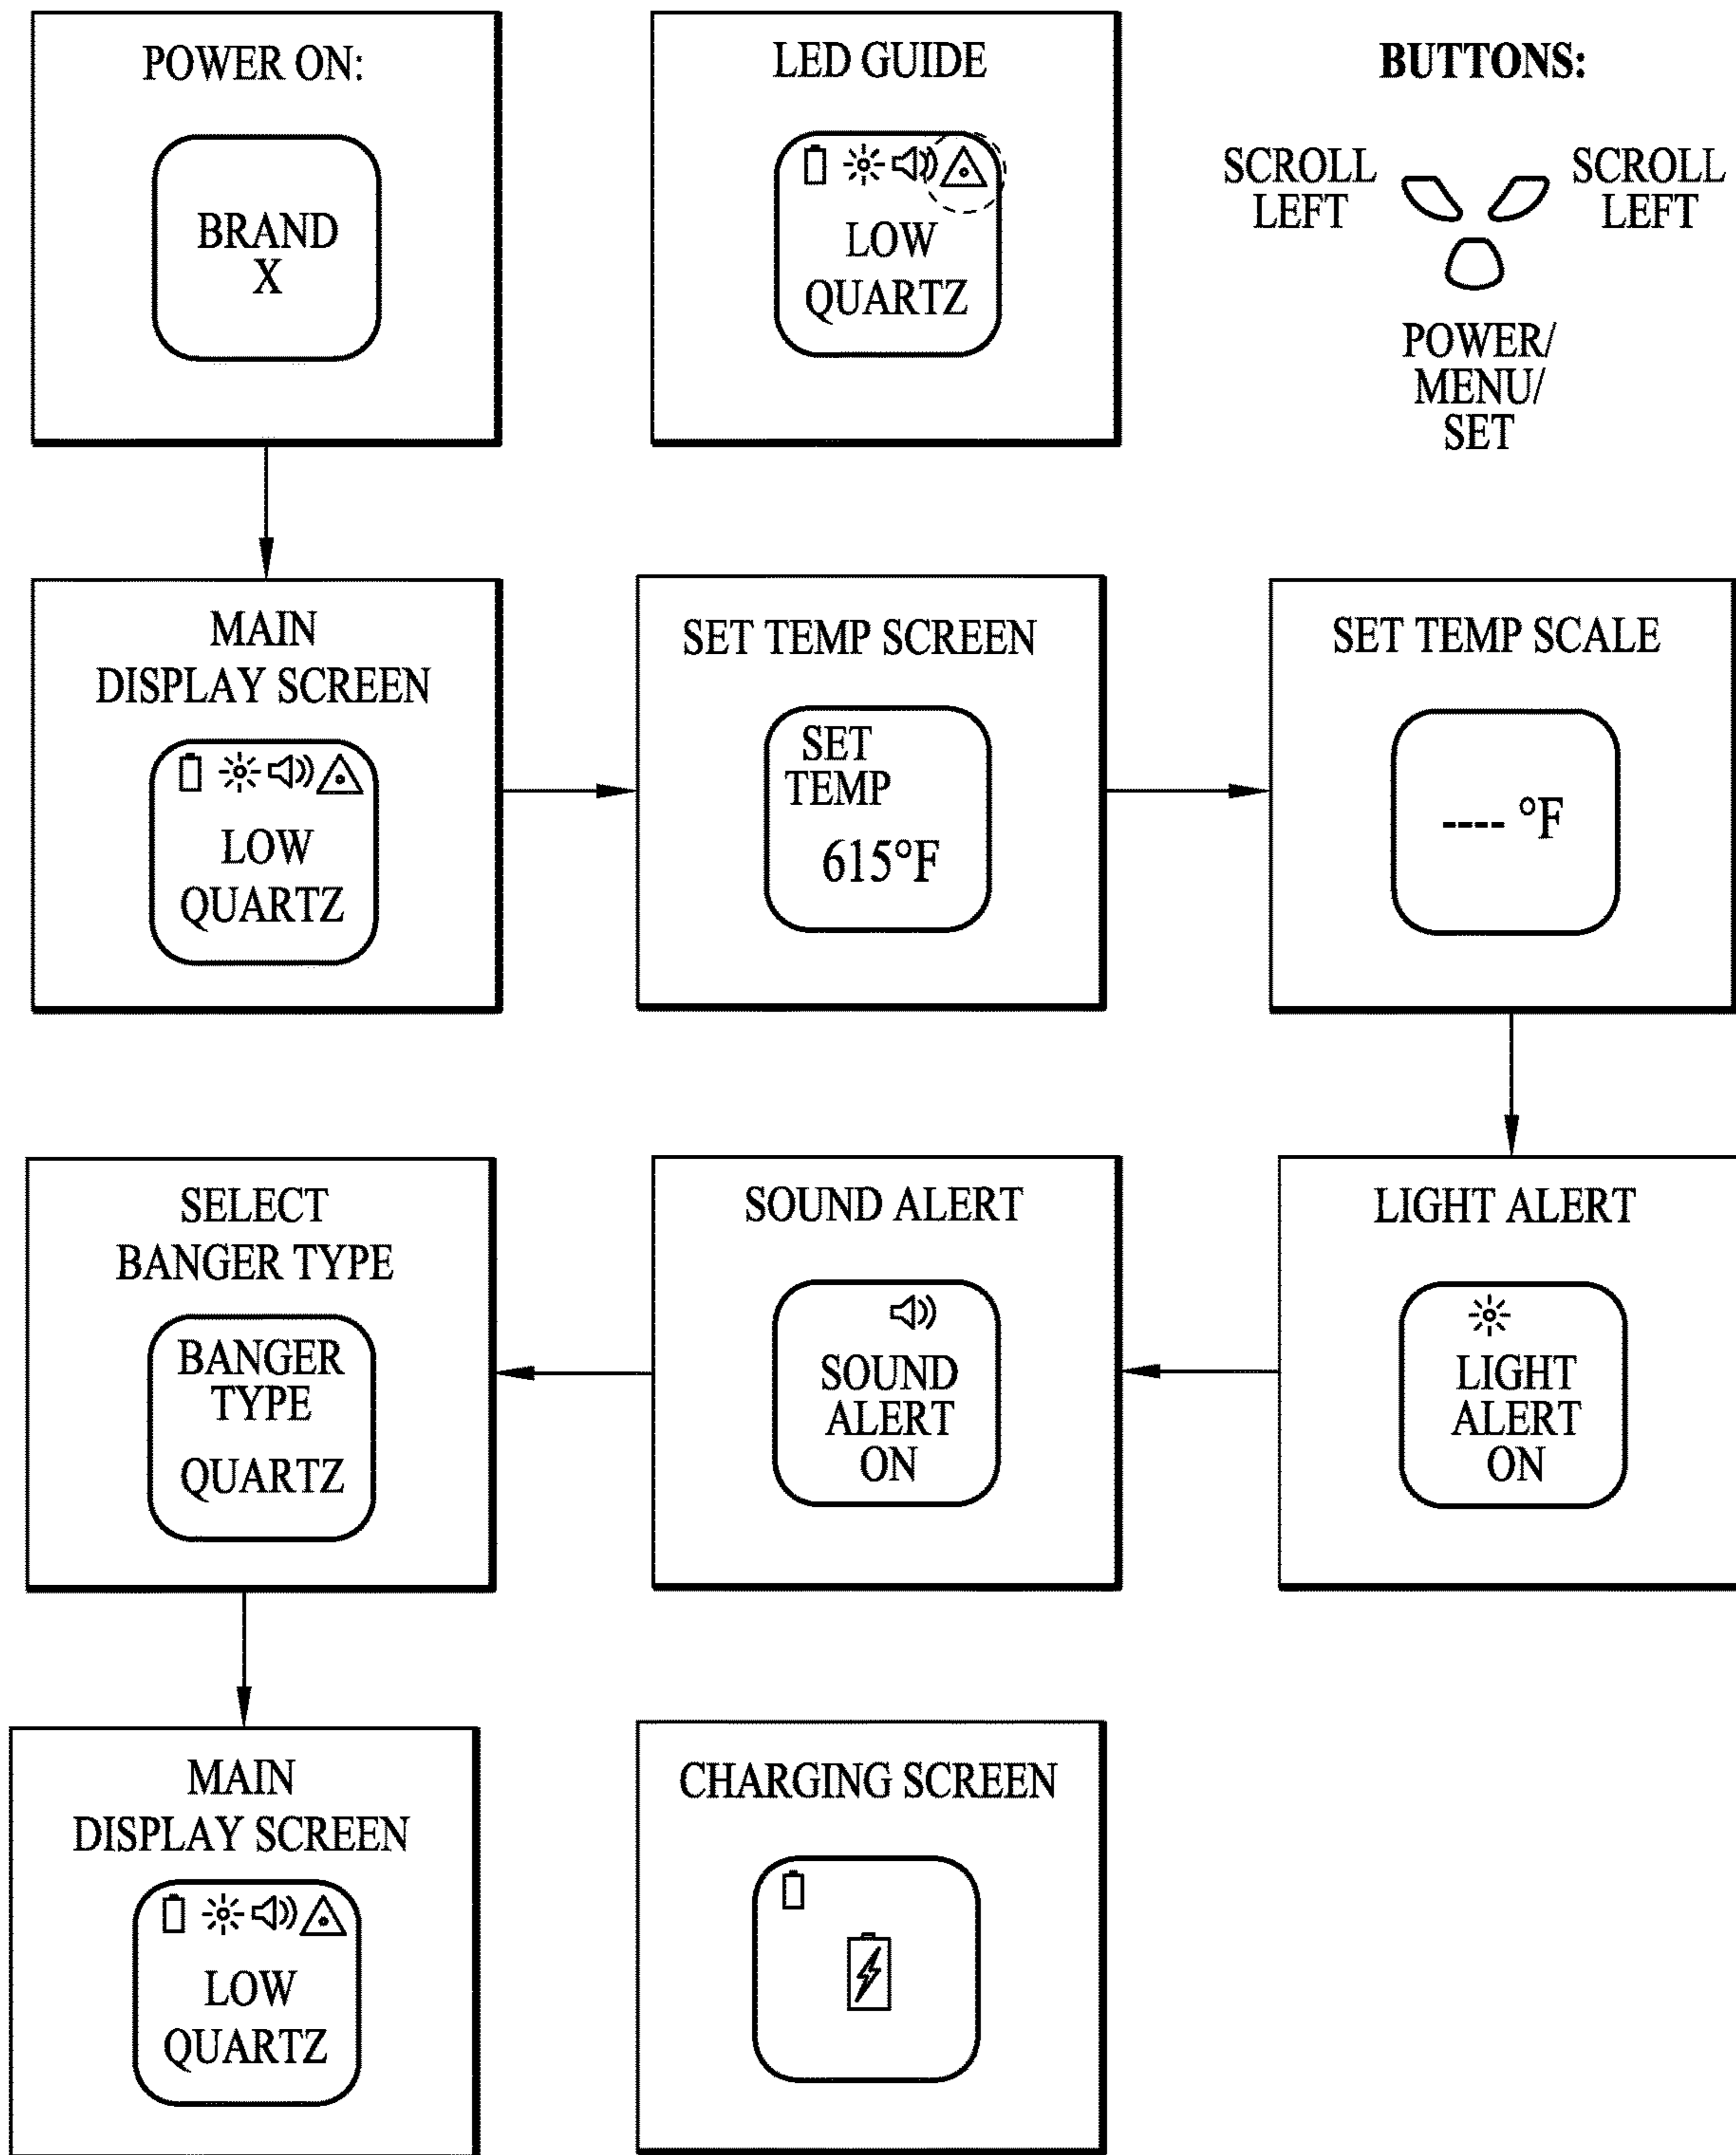 POWER ON:
BRAND
X
LED GUIDE
LOW
QUARTZ
BUTTONS:
SCROLL
LEFT
SCROLL
LEFT
POWER/
MENU/
SET
MAIN
DISPLAY SCREEN
LOW
QUARTZ
SET TEMP SCREEN
SET
TEMP
615°F
SET TEMP SCALE
---- °F
SELECT
BANGER TYPE
BANGER
TYPE
QUARTZ
SOUND ALERT
SOUND
ALERT
ON
LIGHT ALERT
LIGHT
ALERT
ON
MAIN
DISPLAY SCREEN
LOW
QUARTZ
CHARGING SCREEN